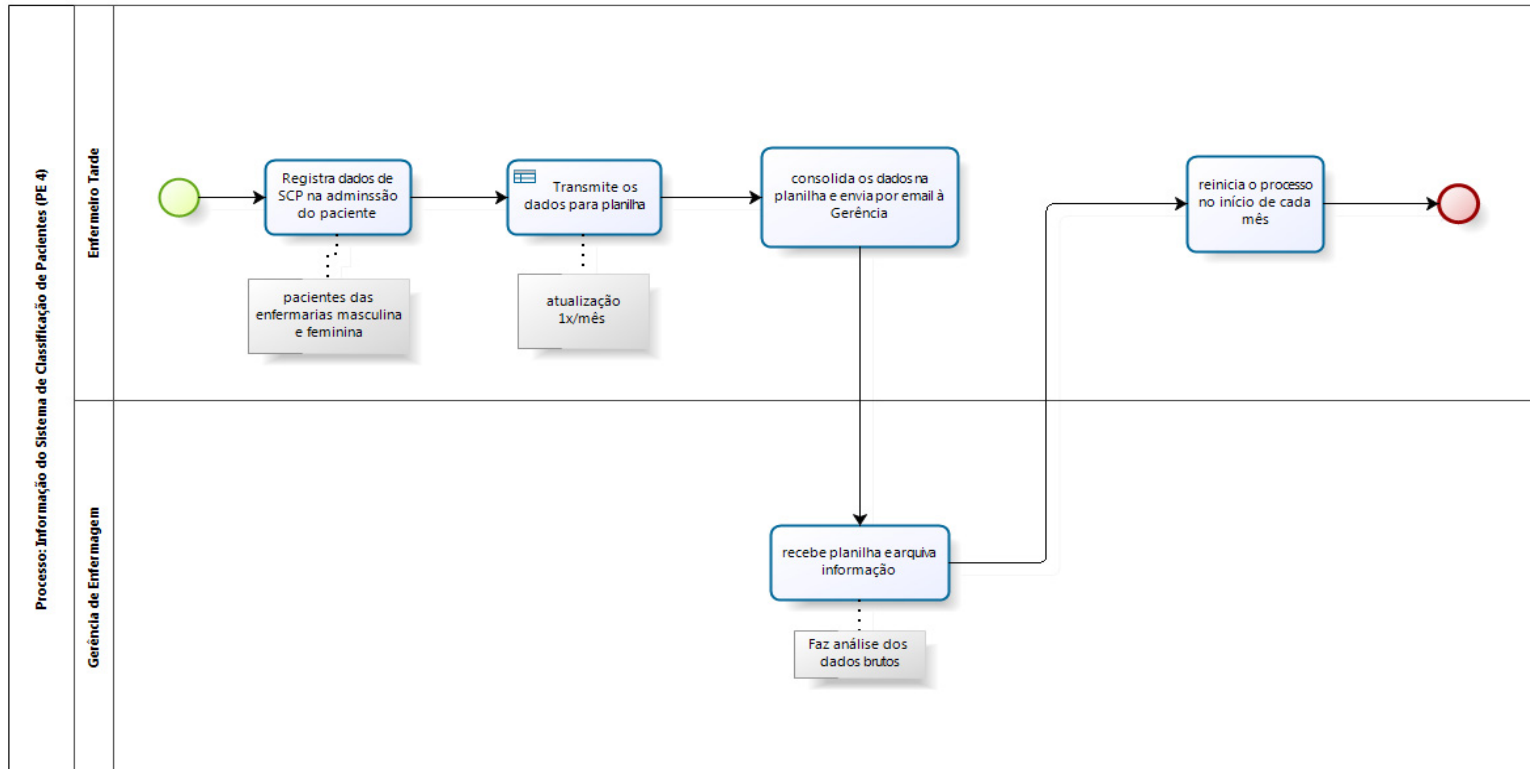 Processo: Informação do Sistema de Classificação de Pacientes (PE 4)
Enfermeiro Tarde
Registra dados de
SCP na adminssão
do paciente
Transmite os
dados para planilha
consolida os dados na
planilha e envia por email à
Gerência
reinicia o processo
no início de cada
mês
pacientes das
enfermarias masculina
e feminina
atualização
1x/mês
Gerência de Enfermagem
recebe planilha e arquiva
informação
Faz análise dos
dados brutos